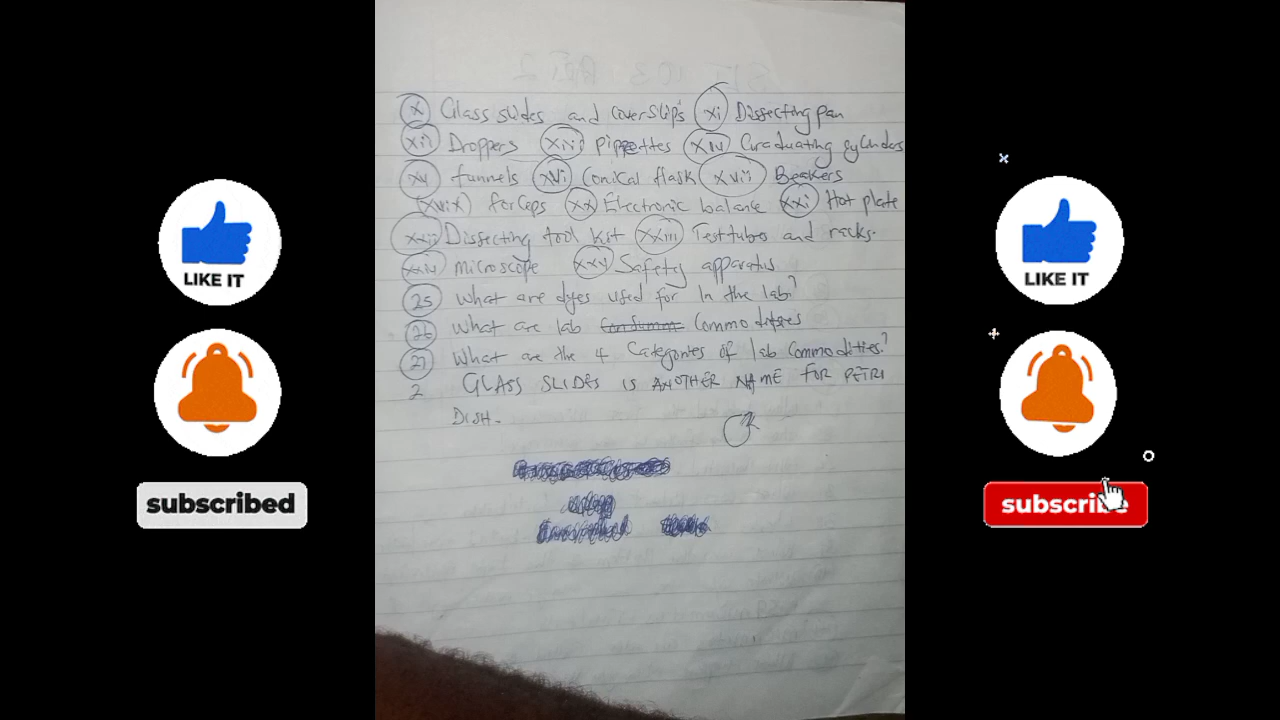 x Glass slides and coverslips xi Dissecting pan
xii Droppers xiii pippettes xiv Graduating cylinders
xv funnels xvi Conical flask xvii Beakers
xvix forceps xx Electronic balance xxi Hot plate
xxii Dissecting tool kit xxiii Testtubes and racks.
xxiv microscope xxv Safety apparatus
25 What are dyes used for In the lab?
26 What are lab Commodities
27 What are the 4 Categories of lab Commodities?
2 GLASS SLIDES IS ANOTHER NAME FOR PETRI
DISH.
LIKE IT
subscribed
LIKE IT
subscribe